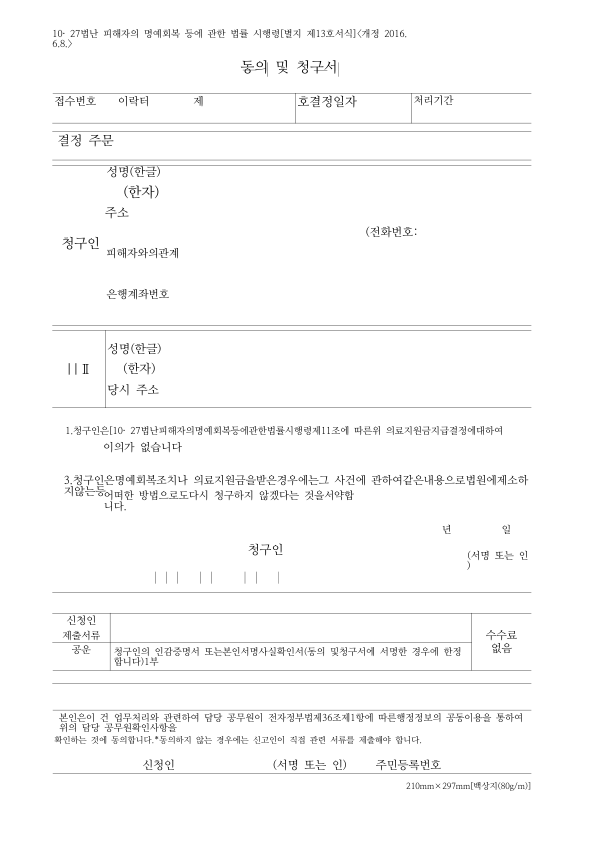 10- 27법난 피해자의 명예회복 등에 관한 법률 시행령[별지 제13호서식]<개정 2016.
6.8.>
동의 및 청구서
접수번호 이락터 제 호결정일자 처리기간
결정 주문
성명(한글)
(한자)
주소
(전화번호:
청구인
피해자와의관계
은행계좌번호
성명(한글)
||Ⅱ (한자)
당시 주소
1.청구인은[10- 27법난피해자의명예회복등에관한법률시행령제11조에 따른위 의료지원금지급결정에대하여
이의가 없습니다
3.청구인은명예회복조치나 의료지원금을받은경우에는그 사건에 관하여같은내용으로법원에제소하
지않는등어떠한 방법으로도다시 청구하지 않겠다는 것을서약합
니다.
년 일
청구인 (서명 또는 인
)
신청인
제출서류
수수료
없음
공운 청구인의 인감증명서 또는본인서명사실확인서(동의 및청구서에 서명한 경우에 한정
합니다)1부
본인은이 건 업무처리와 관련하여 담당 공무원이 전자정부법제36조제1항에 따른행정정보의 공동이용을 통하여
위의 담당 공무원확인사항을
확인하는 것에 동의합니다.*동의하지 않는 경우에는 신고인이 직접 관련 서류를 제출해야 합니다.
신청인 (서명 또는 인) 주민등록번호
210mm×297mm[백상지(80g/m)]